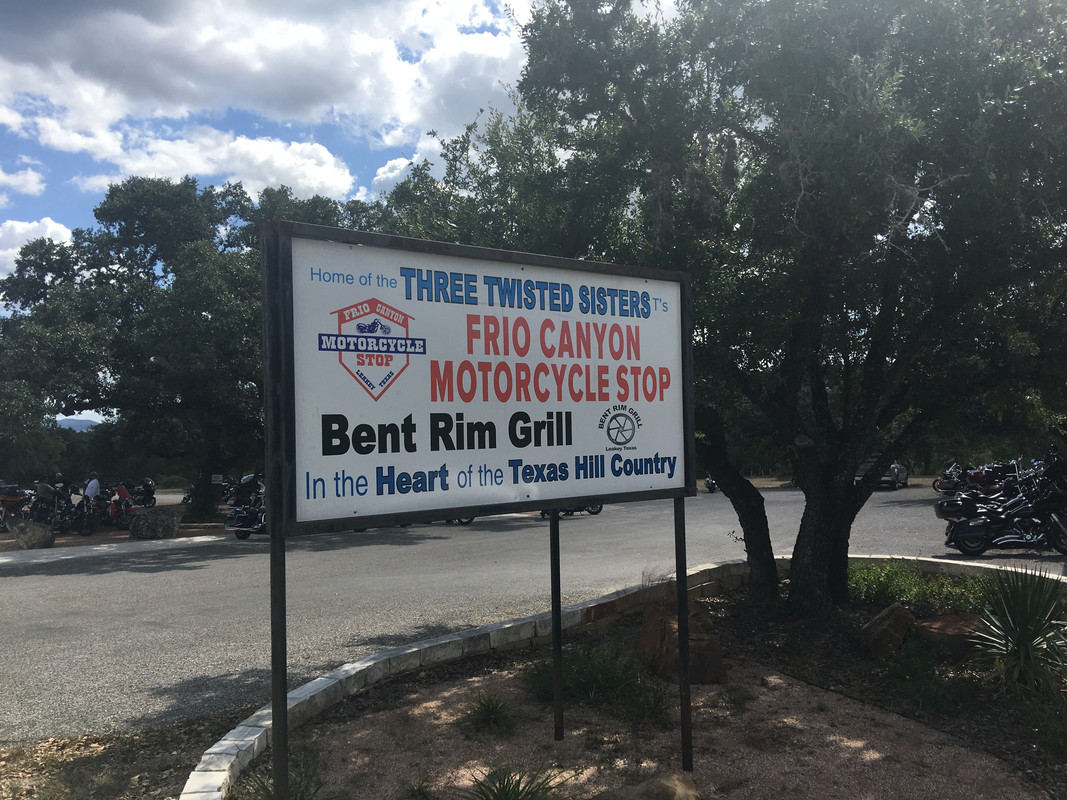 Home of the THREE TWISTED SISTERS T's
FRIO CANYON
MOTORCYCLE
STOP
LEAKEY TEXAS
FRIO CANYON
MOTORCYCLE STOP
Bent Rim Grill
BENT RIM GRILL
Leakey Texas
In the Heart of the Texas Hill Country